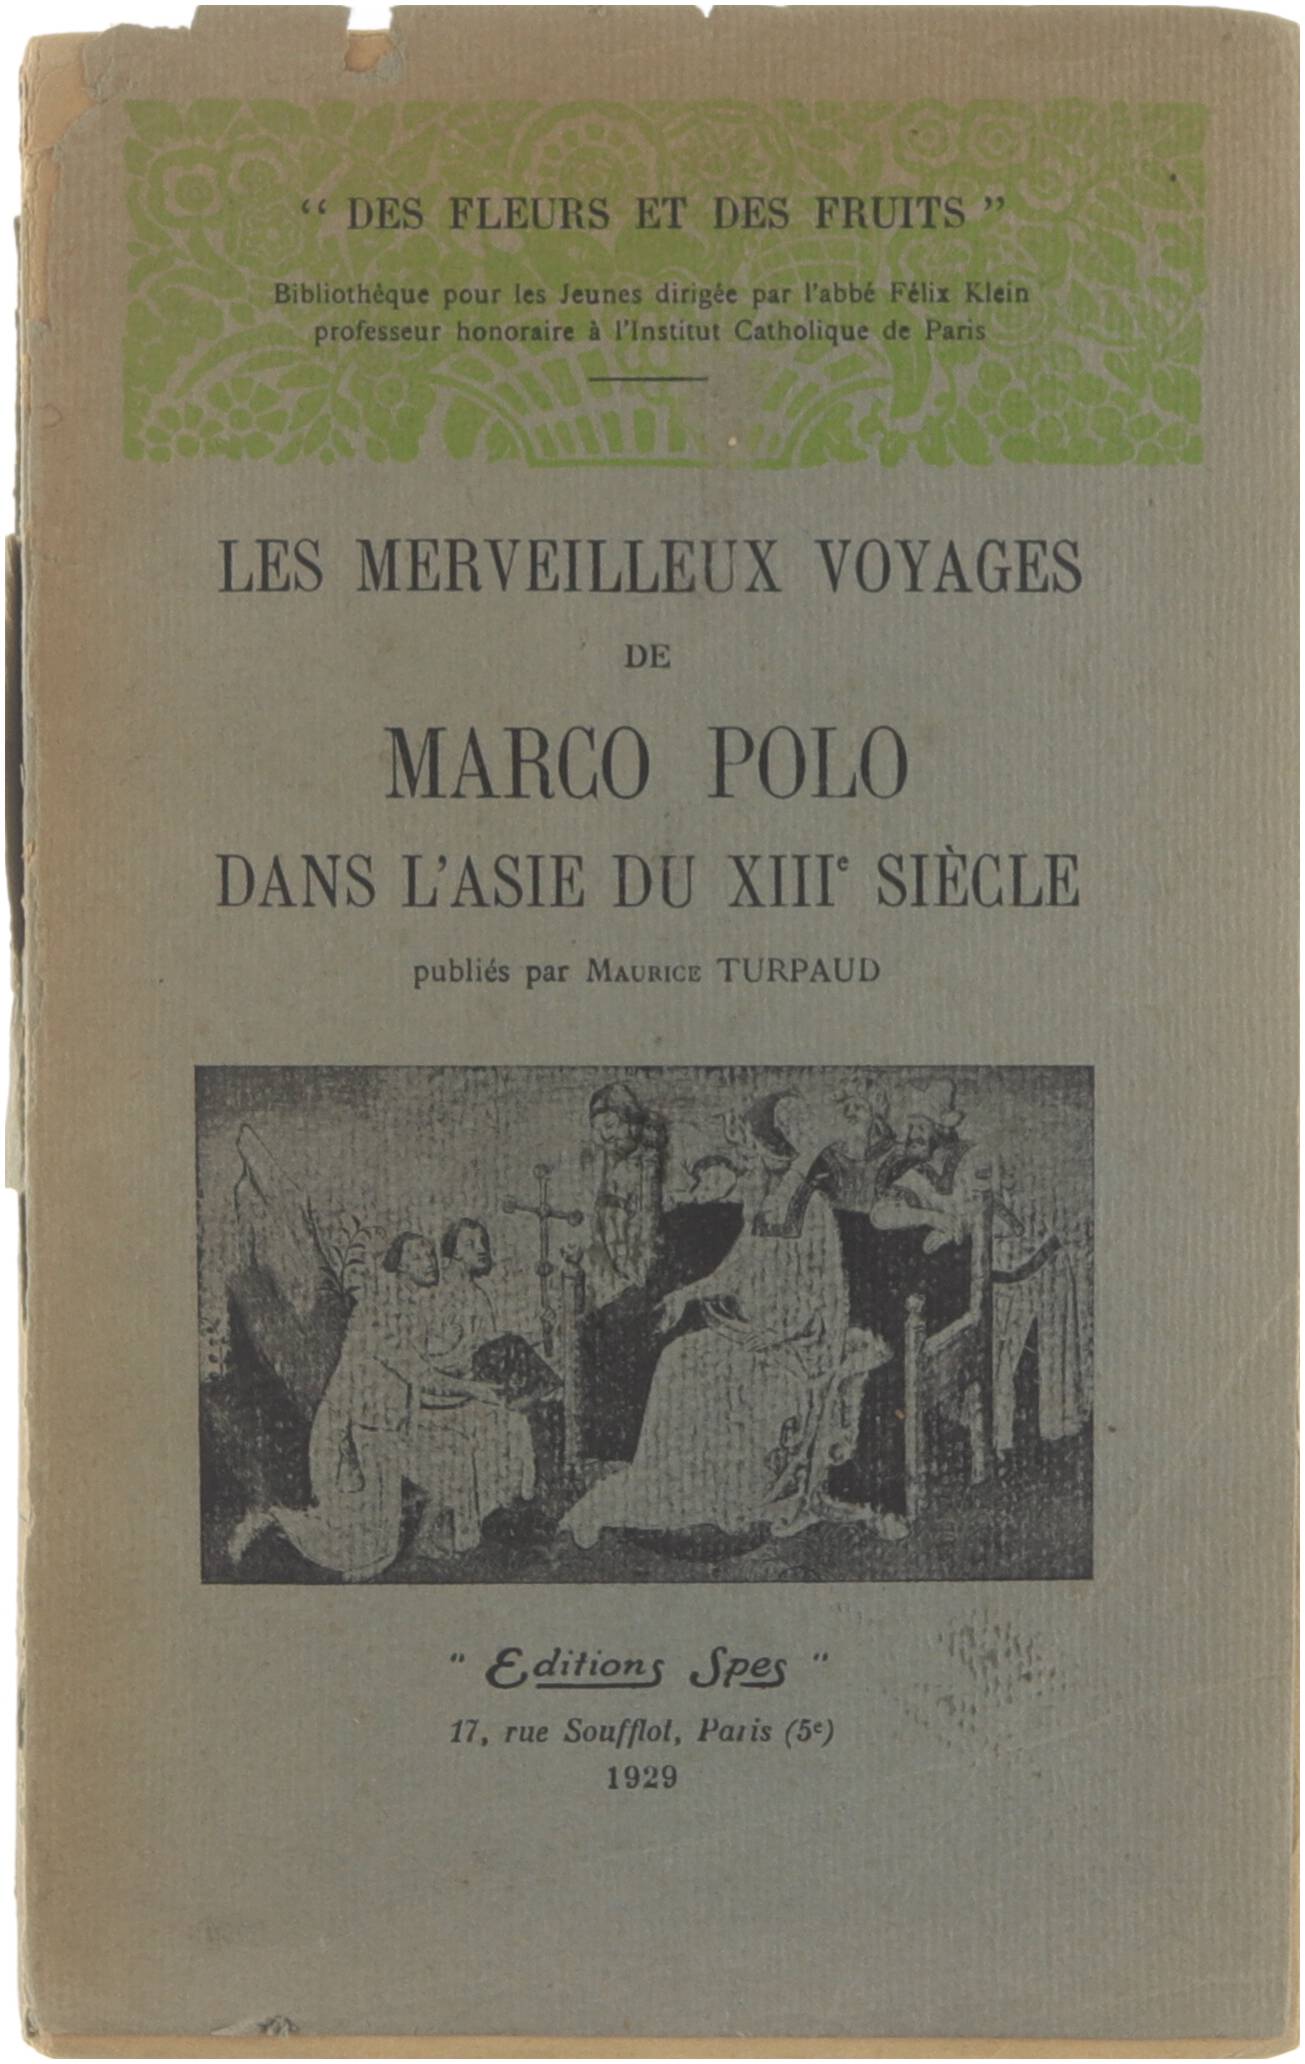 “ DES FLEURS ET DES FRUITS ”
Bibliothèque pour les Jeunes dirigée par l'abbé Félix Klein
professeur honoraire à l'Institut Catholique de Paris
LES MERVEILLEUX VOYAGES
DE
MARCO POLO
DANS L'ASIE DU XIIIe SIÈCLE
publiés par MAURICE TURPAUD
" Editions Spes "
17, rue Soufflot, Paris (5e)
1929